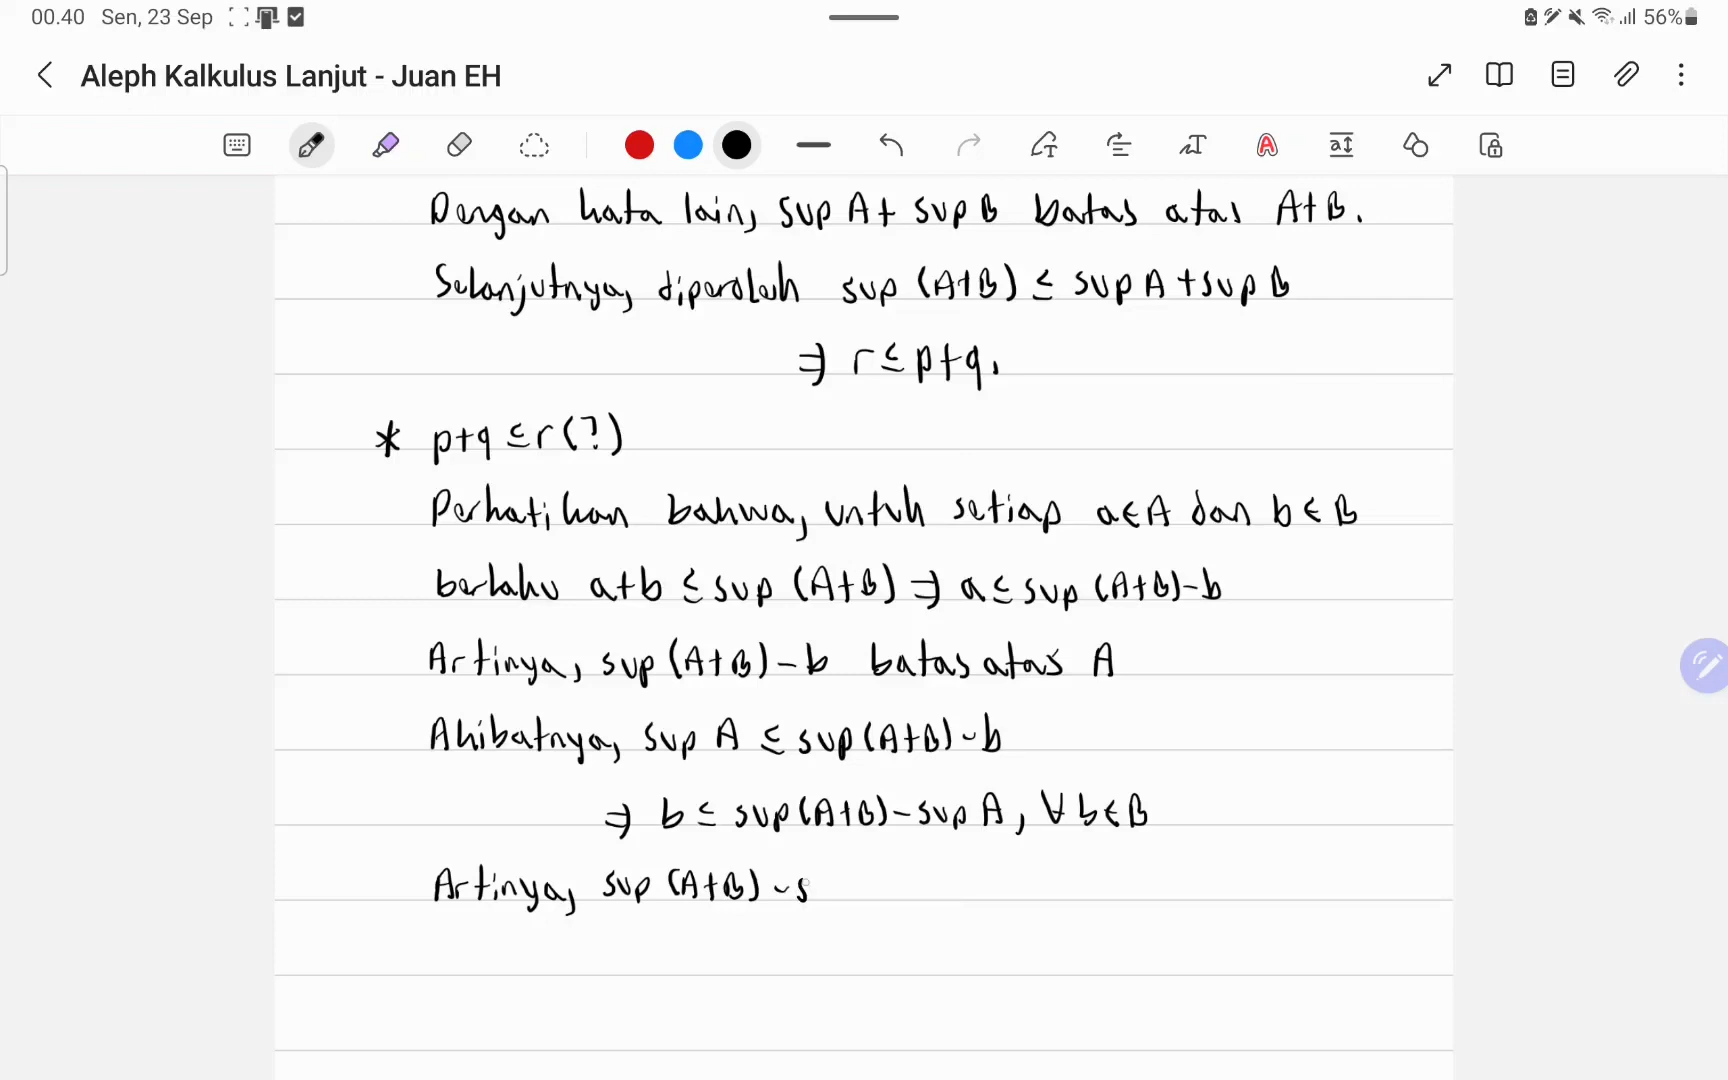 00.40 Sen, 23 Sep 56%
Aleph Kalkulus Lanjut - Juan EH
Dengan kata lain, sup A + sup B batas atas A+B.
Selanjutnya, diperoleh sup (A+B) ≤ sup A + sup B
⇒ r ≤ p+q.
* p+q ≤ r (?)
Perhatikan bahwa, untuk setiap a ∈ A dan b ∈ B
berlaku a+b ≤ sup (A+B) ⇒ a ≤ sup (A+B) - b
Artinya, sup (A+B) - b batas atas A
Akibatnya, sup A ≤ sup (A+B) - b
⇒ b ≤ sup (A+B) - sup A, ∀ b ∈ B
Artinya, sup (A+B) - s